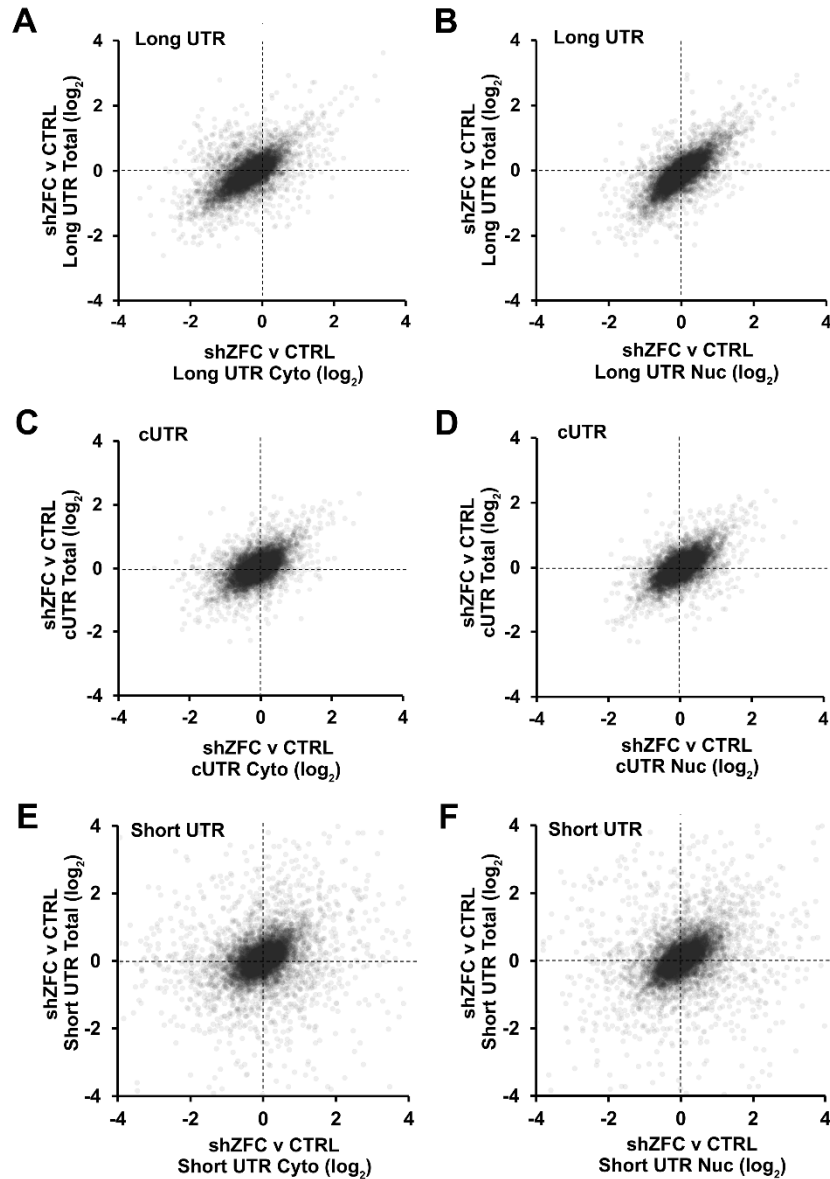 A
Long UTR
shZFC v CTRL
Long UTR Total (log2)
4
2
0
-2
-4
-4 -2 0 2 4
shZFC v CTRL
Long UTR Cyto (log2)
B
Long UTR
shZFC v CTRL
Long UTR Total (log2)
4
2
0
-2
-4
-4 -2 0 2 4
shZFC v CTRL
Long UTR Nuc (log2)
C
cUTR
shZFC v CTRL
cUTR Total (log2)
4
2
0
-2
-4
-4 -2 0 2 4
shZFC v CTRL
cUTR Cyto (log2)
D
cUTR
shZFC v CTRL
cUTR Total (log2)
4
2
0
-2
-4
-4 -2 0 2 4
shZFC v CTRL
cUTR Nuc (log2)
E
Short UTR
shZFC v CTRL
Short UTR Total (log2)
4
2
0
-2
-4
-4 -2 0 2 4
shZFC v CTRL
Short UTR Cyto (log2)
F
Short UTR
shZFC v CTRL
Short UTR Total (log2)
4
2
0
-2
-4
-4 -2 0 2 4
shZFC v CTRL
Short UTR Nuc (log2)